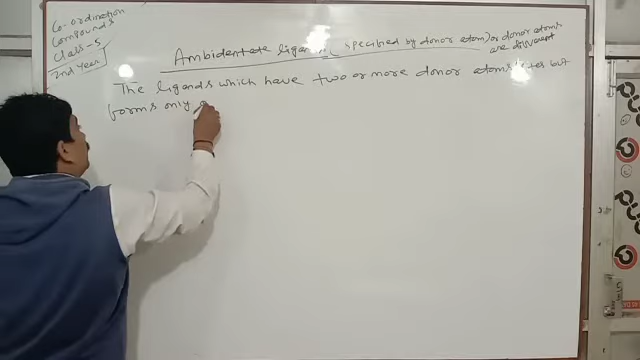 Co-ordination
Compounds
Class-5
2nd Year
Ambidentate ligand (specified by donor atom) or donor atoms
are different
The ligands which have two or more donor atoms but
forms only